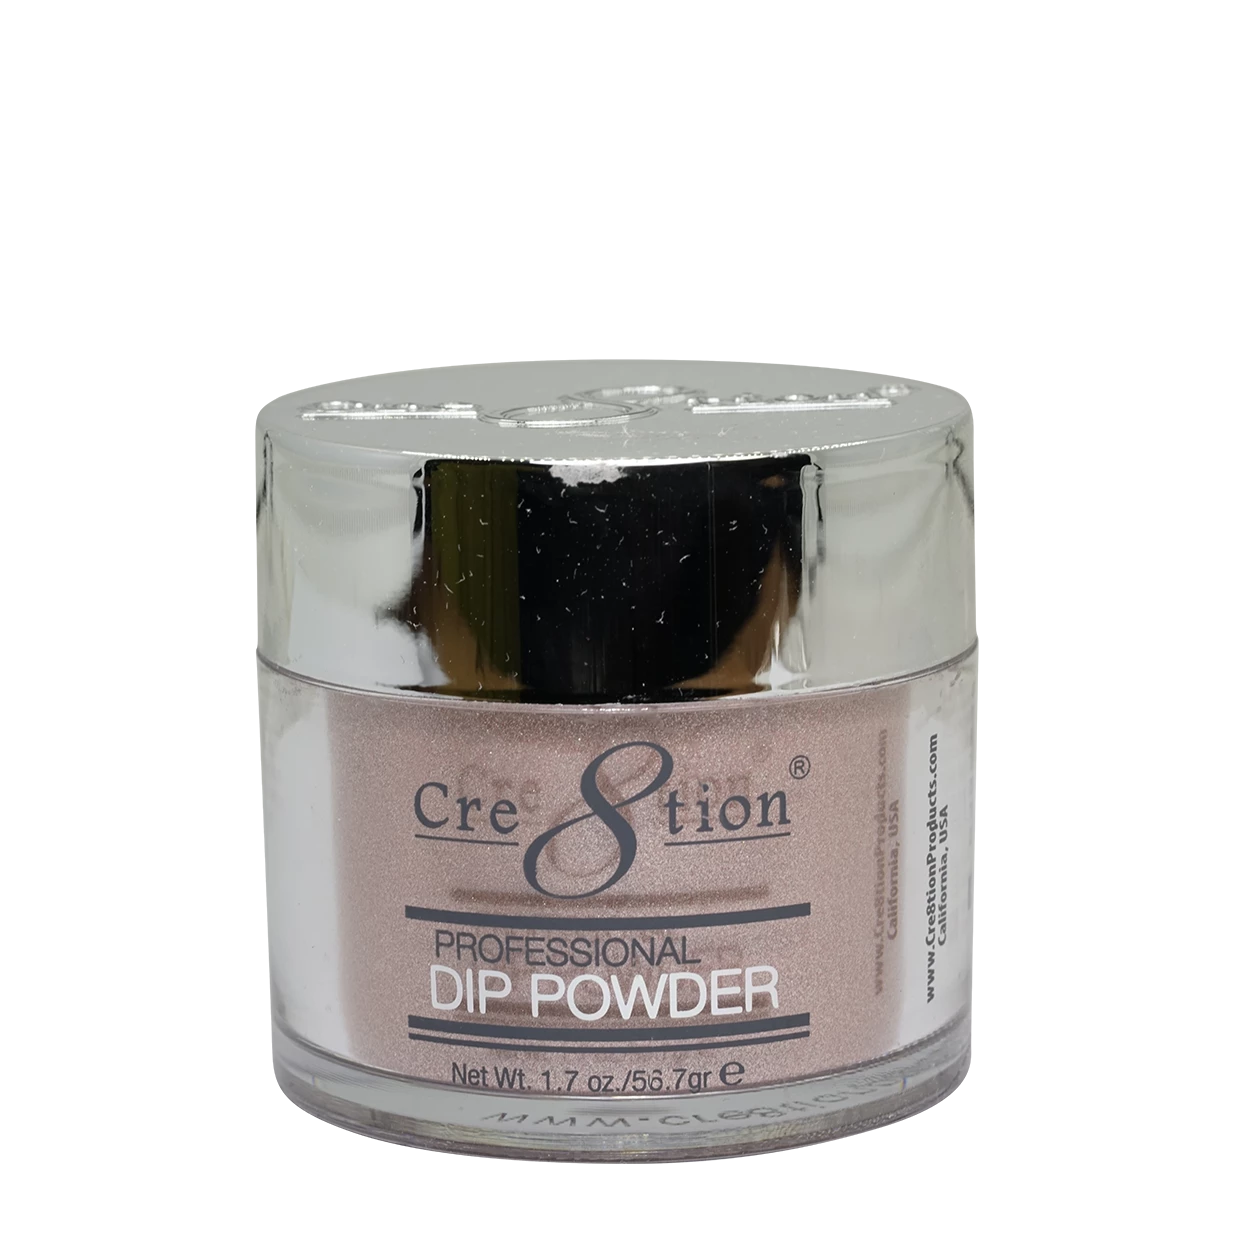 Cre8tion®
PROFESSIONAL
DIP POWDER
Net Wt. 1.7 oz./56.7gr e
www.Cre8tionProducts.com
California, USA